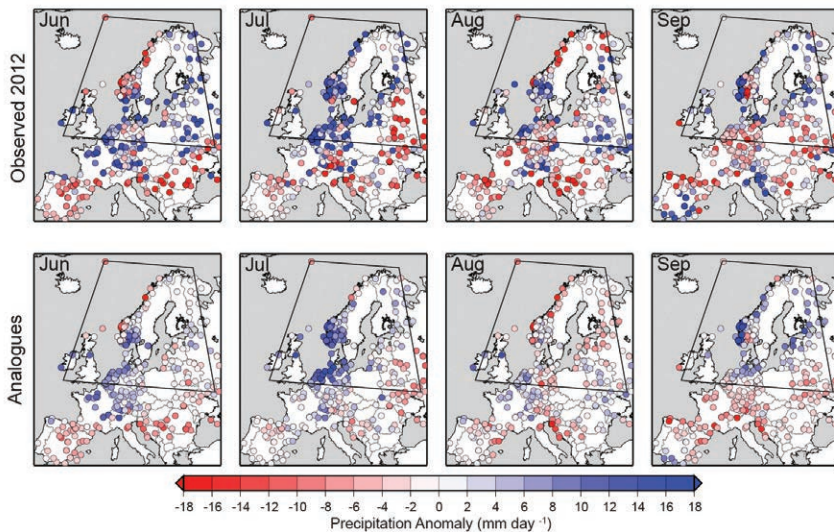 Jun Jul Aug Sep
Observed 2012
Jun Jul Aug Sep
Analogues
-18 -16 -14 -12 -10 -8 -6 -4 -2 0 2 4 6 8 10 12 14 16 18
Precipitation Anomaly (mm day -1)